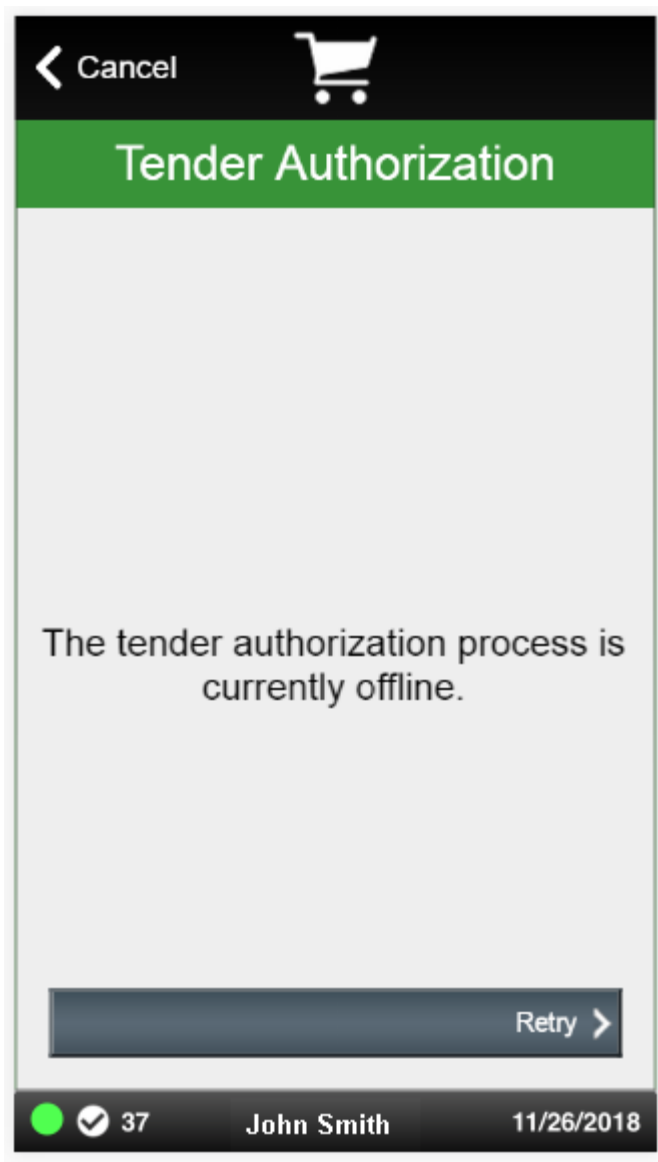 Cancel
Tender Authorization
The tender authorization process is
currently offline.
Retry
37 John Smith 11/26/2018